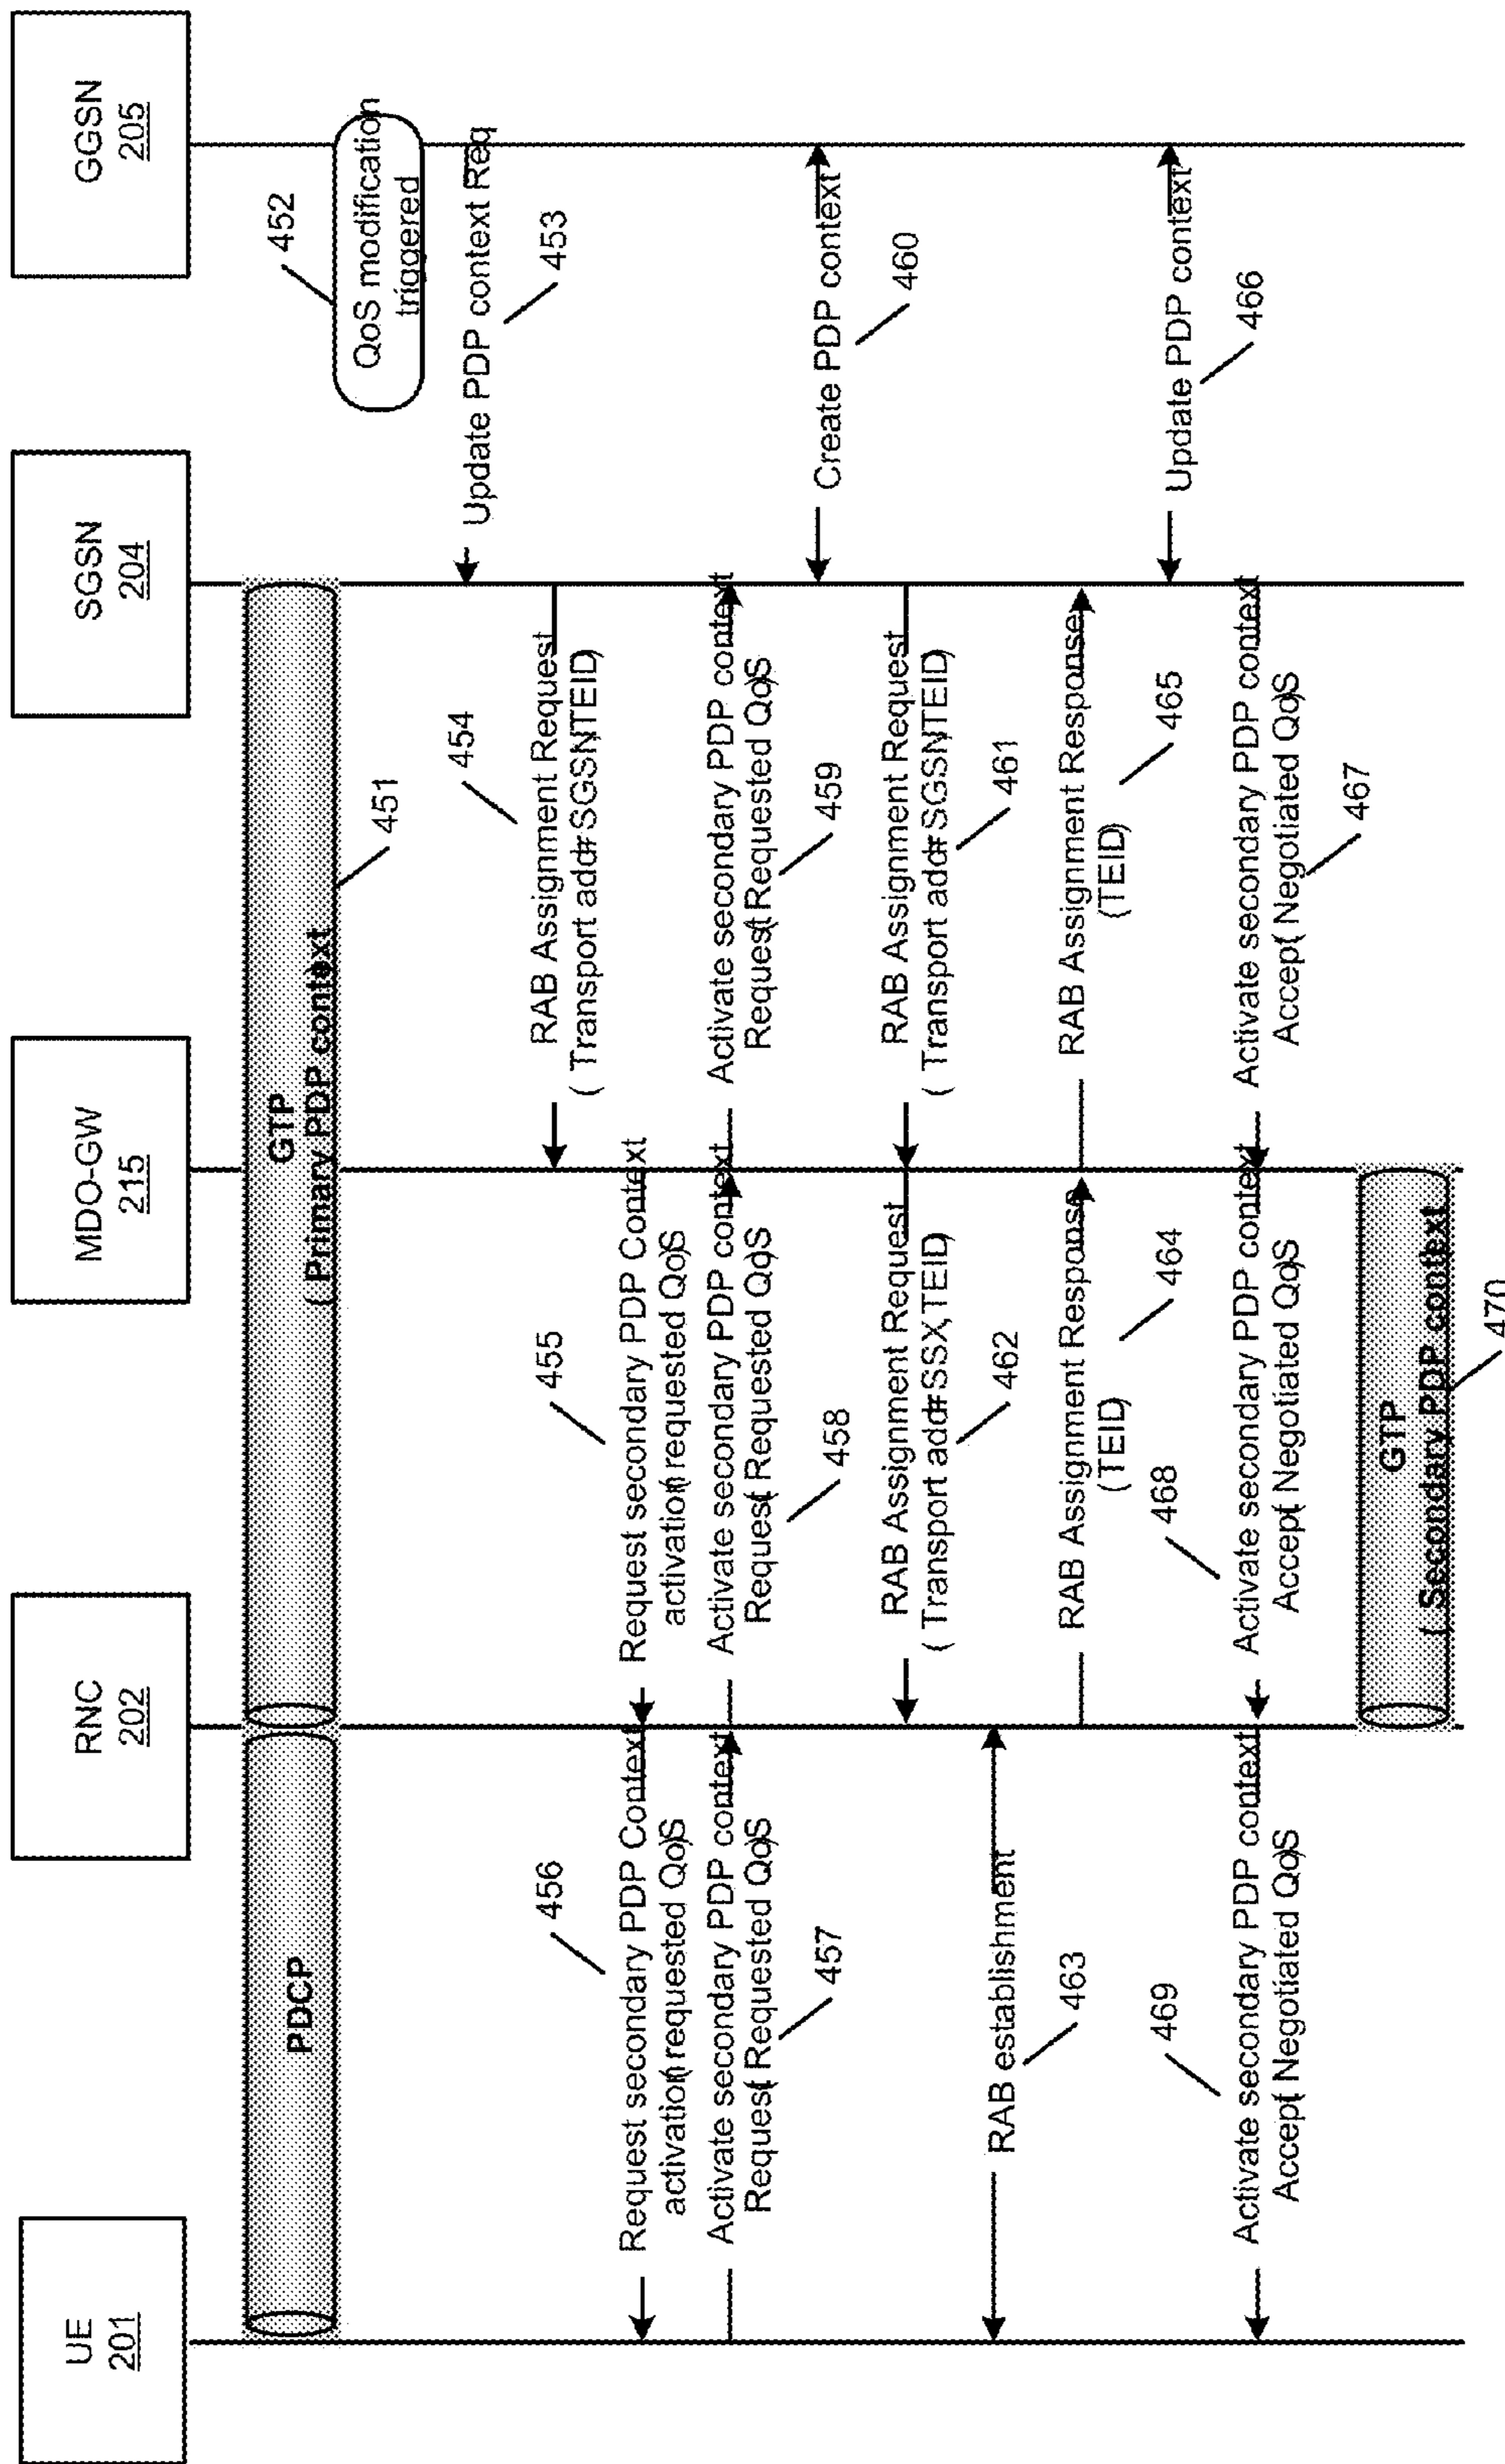 UE
201
RNC
202
MDO-GW
215
SGSN
204
GGSN
205
PDCP
GTP
( Primary PDP context
451
452
QoS modification
triggered
Update PDP context Req
453
454
RAB Assignment Request
( Transport addr=SGSNTEID)
455
Request secondary PDP Context
activation(requested QoS)
456
Request secondary PDP Context
activation(requested QoS)
Activate secondary PDP context
Request( Requested QoS)
457
Activate secondary PDP context
Request( Requested QoS)
458
Activate secondary PDP context
Request(Requested QoS)
459
Create PDP context
460
RAB Assignment Request
( Transport addr=SGSNTEID)
461
RAB Assignment Request
( Transport addr=SSX,TEID)
462
RAB establishment
463
RAB Assignment Response
(TEID)
464
RAB Assignment Response
(TEID)
465
Update PDP context
466
Activate secondary PDP context
Accept( Negotiated QoS)
467
468
Activate secondary PDP context
Accept( Negotiated QoS)
469
Activate secondary PDP context
Accept( Negotiated QoS)
GTP
( Secondary PDP context
470